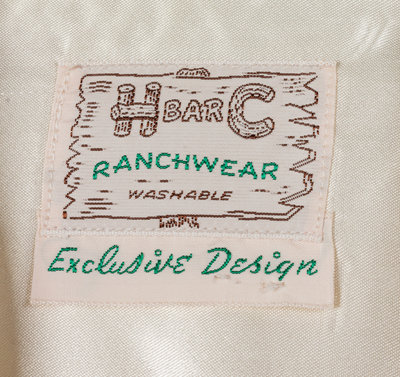 H BAR C
RANCHWEAR
WASHABLE
Exclusive Design